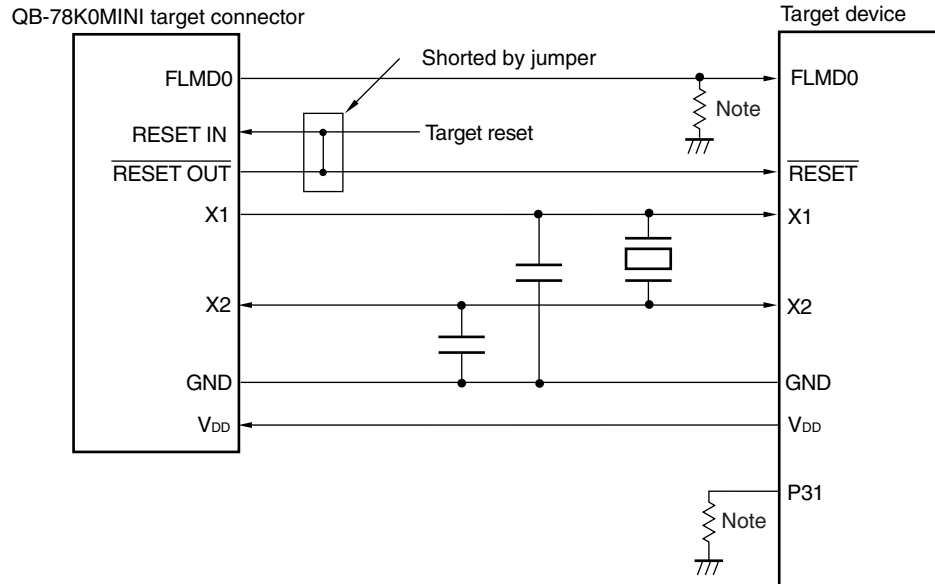 QB-78K0MINI target connector
Target device
Shorted by jumper
FLMD0
FLMD0
Note
RESET IN
Target reset
RESET OUT
RESET
X1
X1
X2
X2
GND
GND
VDD
VDD
P31
Note